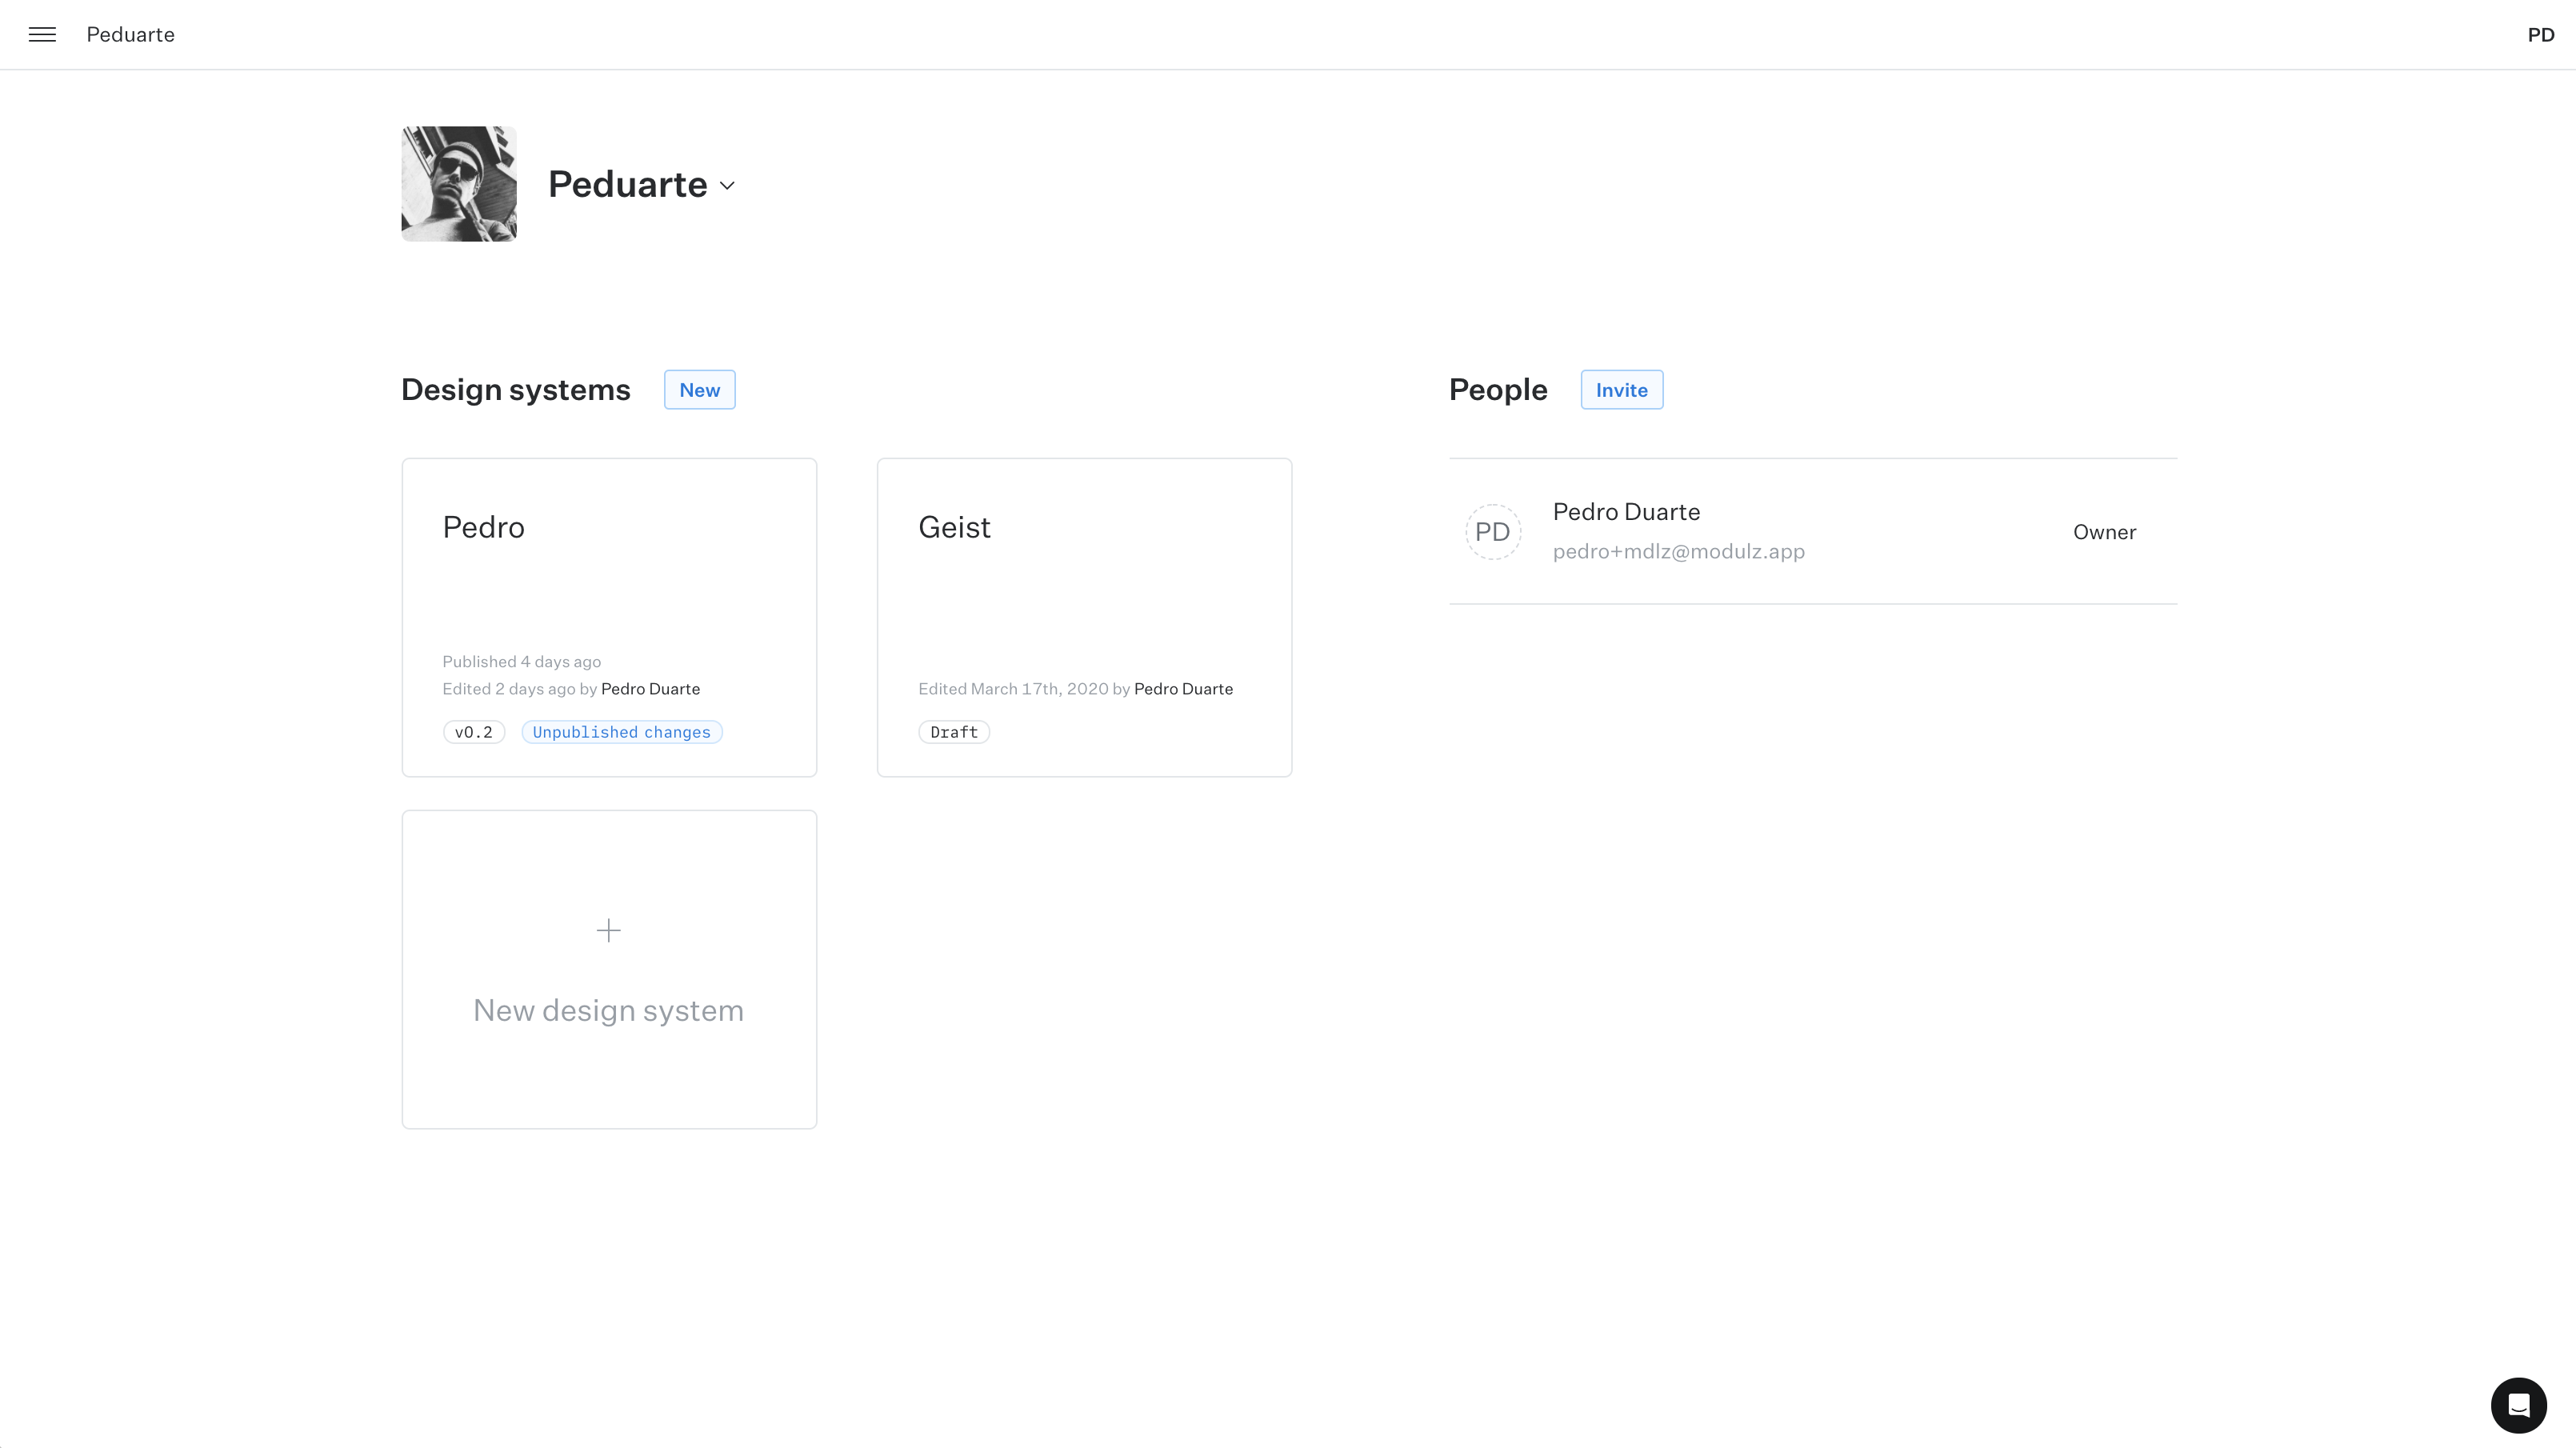 Peduarte
PD
Peduarte
Design systems
New
People
Invite
Pedro
Published 4 days ago
Edited 2 days ago by Pedro Duarte
v0.2
Unpublished changes
Geist
Edited March 17th, 2020 by Pedro Duarte
Draft
PD
Pedro Duarte
pedro+mdlz@modulz.app
Owner
New design system